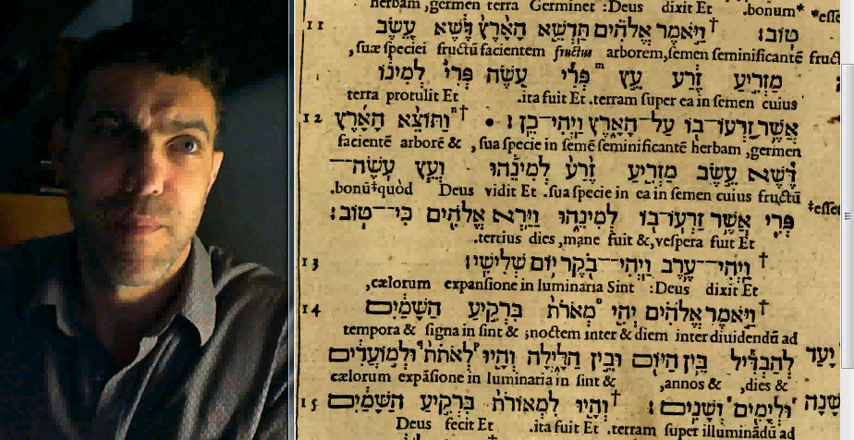 herbam ,germen terra Germinet :Deus dixit Et .bonum*
11 וַיֹּאמֶר אֱלֹהִים תַּדְשֵׁא הָאָרֶץ דֶּשֶׁא עֵשֶׂב
,suæ speciei fructũ facientem fructus arborem,semen seminificantẽ
מַזְרִיעַ זֶרַע עֵץ פְּרִי עֹשֶׂה פְּרִי לְמִינוֹ
terra protulit Et .ita fuit Et .terram super ea in semen cuius
12 אֲשֶׁר זַרְעוֹ־בוֹ עַל־הָאָרֶץ וַיְהִי־כֵן׃ וַתּוֹצֵא הָאָרֶץ
facientẽ arborẽ & ,sua specie in semẽ seminificantẽ herbam ,germen
דֶּשֶׁא עֵשֶׂב מַזְרִיעַ זֶרַע לְמִינֵהוּ וְעֵץ עֹשֶׂה־
.bonũ‡quòd Deus vidit Et .sua specie in ea in semen cuius fructũ
פְּרִי אֲשֶׁר זַרְעוֹ־בוֹ לְמִינֵהוּ וַיַּרְא אֱלֹהִים כִּי־טוֹב׃
.tertius dies,mane fuit &,vespera fuit Et
13 וַיְהִי־עֶרֶב וַיְהִי־בֹקֶר יוֹם שְׁלִישִׁי׃
,cælorum expansione in luminaria Sint :Deus dixit Et
14 וַיֹּאמֶר אֱלֹהִים יְהִי מְאֹרֹת בִּרְקִיעַ הַשָּׁמַיִם
tempora & signa in sint & ;noctem inter & diem inter diuidendũ ad
לְהַבְדִּיל בֵּין הַיּוֹם וּבֵין הַלָּיְלָה וְהָיוּ לְאֹתֹת וּלְמוֹעֲדִים
cælorum expãsione in luminaria in sint & ,annos & ,dies &
15 וּלְיָמִים וְשָׁנִים׃ וְהָיוּ לִמְאוֹרֹת בִּרְקִיעַ הַשָּׁמַיִם
Deus fecit Et .ita fuit Et .terram super illuminãdũ ad